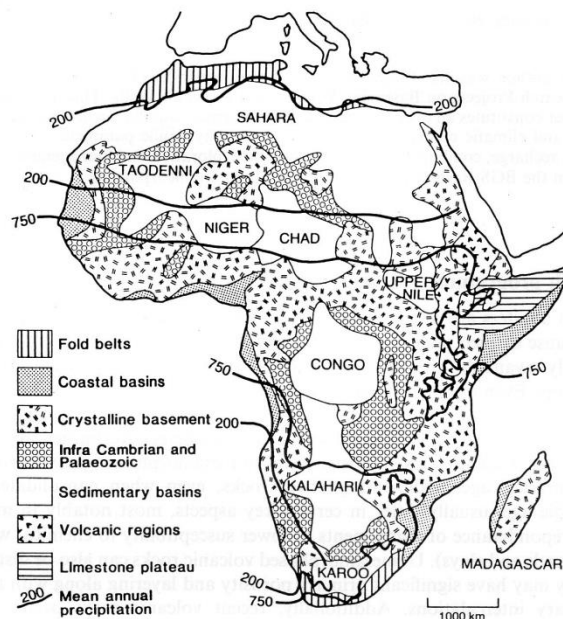 200
200
SAHARA
TAODENNI
200
750
NIGER
CHAD
UPPER
NILE
CONGO
750
750
200
KALAHARI
KAROO
MADAGASCAR
200
750
1000 km
Fold belts
Coastal basins
Crystalline basement
Infra Cambrian and
Palaeozoic
Sedimentary basins
Volcanic regions
Limestone plateau
200 Mean annual
precipitation